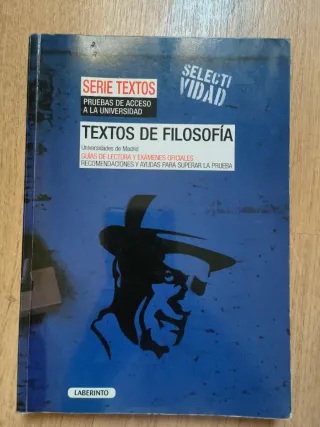 SELECTI
VIDAD
SERIE TEXTOS
PRUEBAS DE ACCESO
A LA UNIVERSIDAD
TEXTOS DE FILOSOFÍA
Universidades de Madrid
GUÍAS DE LECTURA Y EXÁMENES OFICIALES
RECOMENDACIONES Y AYUDAS PARA SUPERAR LA PRUEBA
LABERINTO